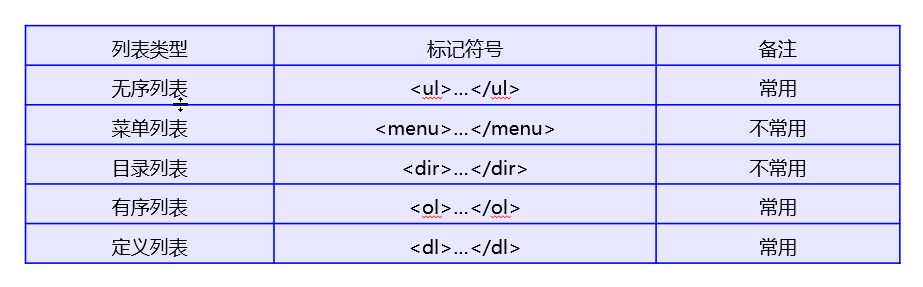 列表类型 标记符号 备注
无序列表 <ul>...</ul> 常用
菜单列表 <menu>...</menu> 不常用
目录列表 <dir>...</dir> 不常用
有序列表 <ol>...</ol> 常用
定义列表 <dl>...</dl> 常用